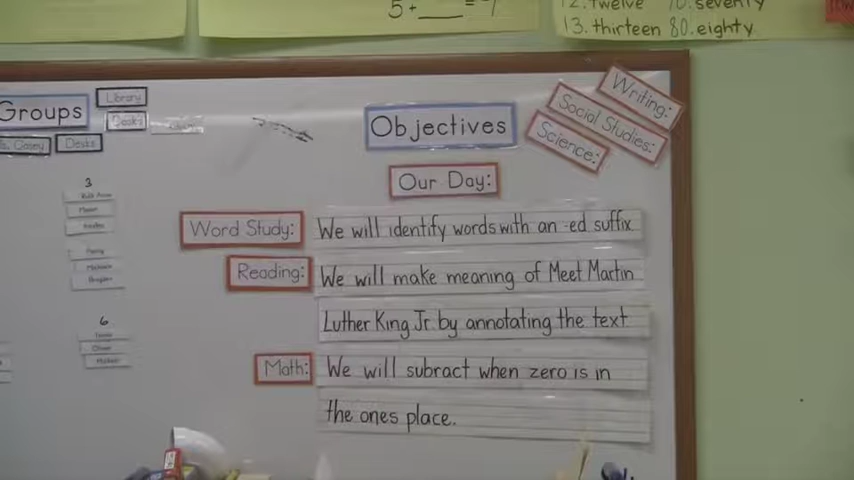 5 + ___ = 7
12. twelve 70. seventy
13. thirteen 80. eighty
Groups
Library
Desks
Ms. Casey
Desks
Objectives
Writing:
Social Studies:
Science:
Our Day:
Word Study: We will identify words with an -ed suffix
Reading: We will make meaning of Meet Martin
Luther King Jr. by annotating the text
Math: We will subract when zero is in
the ones place.
3
6